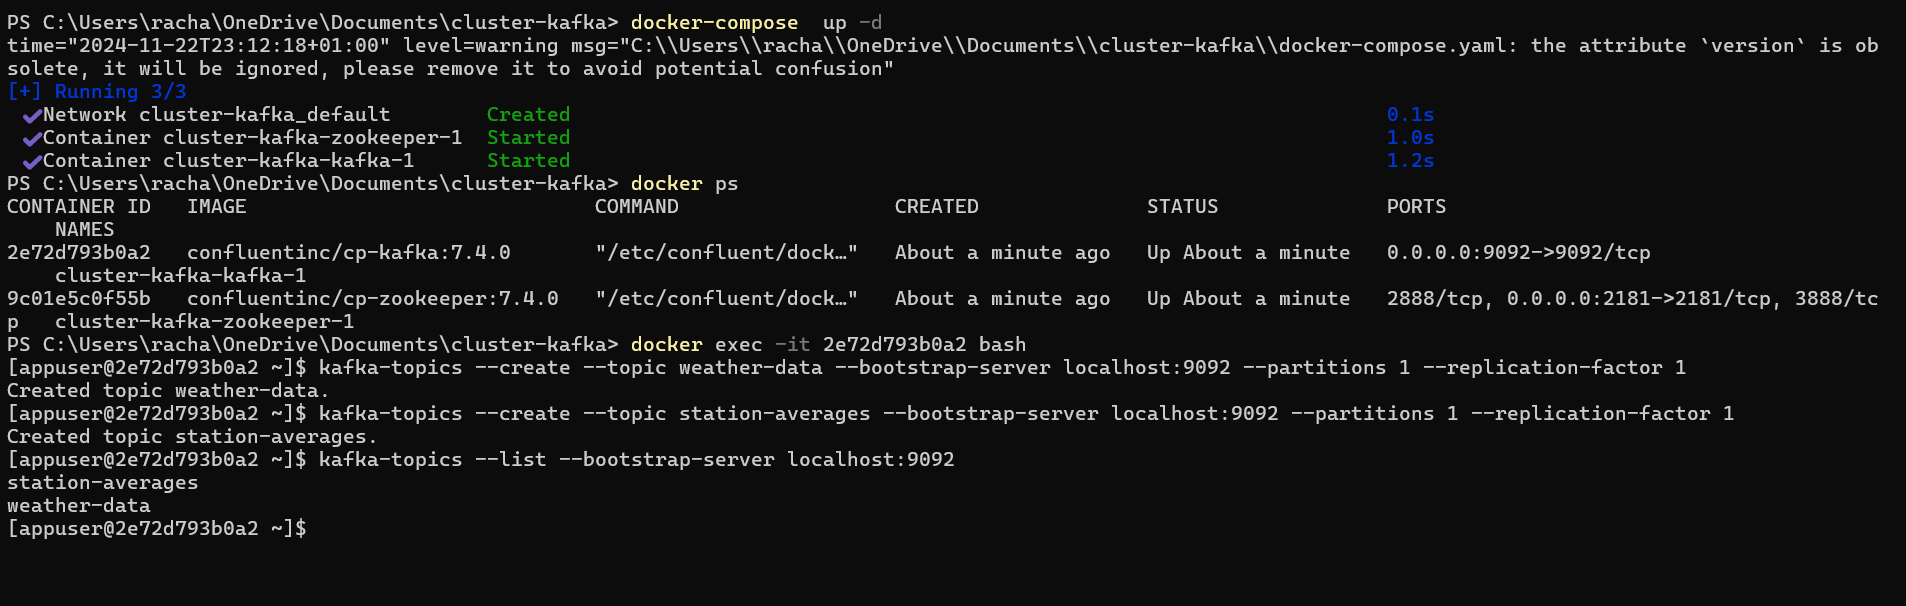 PS C:\Users\racha\OneDrive\Documents\cluster-kafka> docker-compose  up -d
time="2024-11-22T23:12:18+01:00" level=warning msg="C:\\Users\\racha\\OneDrive\\Documents\\cluster-kafka\\docker-compose.yaml: the attribute `version` is ob
solete, it will be ignored, please remove it to avoid potential confusion"
[+] Running 3/3
✔Network cluster-kafka_default        Created        0.1s
✔Container cluster-kafka-zookeeper-1  Started        1.0s
✔Container cluster-kafka-kafka-1      Started        1.2s
PS C:\Users\racha\OneDrive\Documents\cluster-kafka> docker ps
CONTAINER ID   IMAGE                             COMMAND                  CREATED              STATUS              PORTS
    NAMES
2e72d793b0a2   confluentinc/cp-kafka:7.4.0       "/etc/confluent/dock…"   About a minute ago   Up About a minute   0.0.0.0:9092->9092/tcp
    cluster-kafka-kafka-1
9c01e5c0f55b   confluentinc/cp-zookeeper:7.4.0   "/etc/confluent/dock…"   About a minute ago   Up About a minute   2888/tcp, 0.0.0.0:2181->2181/tcp, 3888/tc
p   cluster-kafka-zookeeper-1
PS C:\Users\racha\OneDrive\Documents\cluster-kafka> docker exec -it 2e72d793b0a2 bash
[appuser@2e72d793b0a2 ~]$ kafka-topics --create --topic weather-data --bootstrap-server localhost:9092 --partitions 1 --replication-factor 1
Created topic weather-data.
[appuser@2e72d793b0a2 ~]$ kafka-topics --create --topic station-averages --bootstrap-server localhost:9092 --partitions 1 --replication-factor 1
Created topic station-averages.
[appuser@2e72d793b0a2 ~]$ kafka-topics --list --bootstrap-server localhost:9092
station-averages
weather-data
[appuser@2e72d793b0a2 ~]$